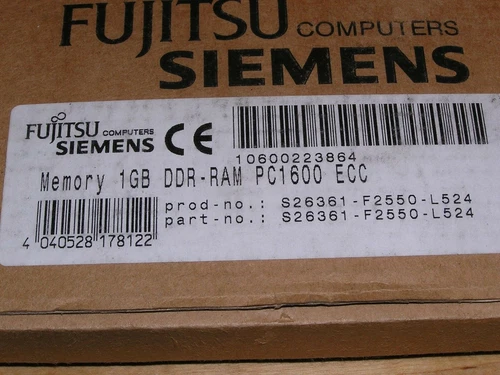 FUJITSU COMPUTERS
SIEMENS
FUJITSU COMPUTERS
SIEMENS CE
10600223864
Memory 1GB DDR-RAM PC1600 ECC
prod-no.: S26361-F2550-L524
part-no.: S26361-F2550-L524
4 040528 178122